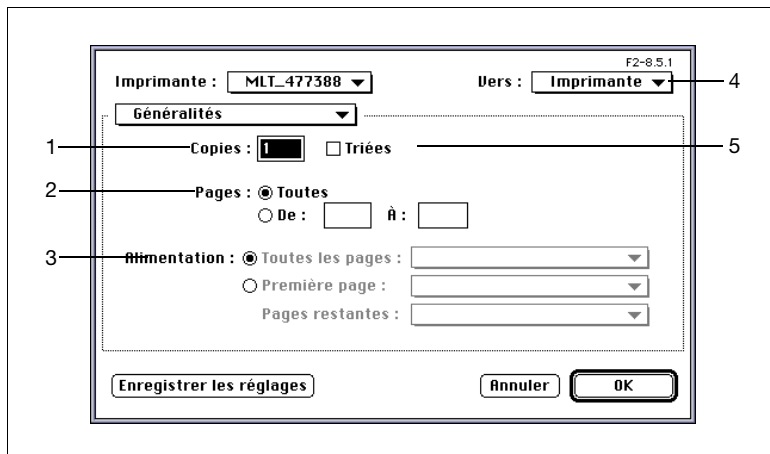 F2-8.5.1
Imprimante : MLT_477388 Vers : Imprimante 4
Généralités
1 Copies : 1 Triées 5
2 Pages : Toutes
De : À :
3 Alimentation : Toutes les pages :
Première page :
Pages restantes :
Enregistrer les réglages Annuler OK